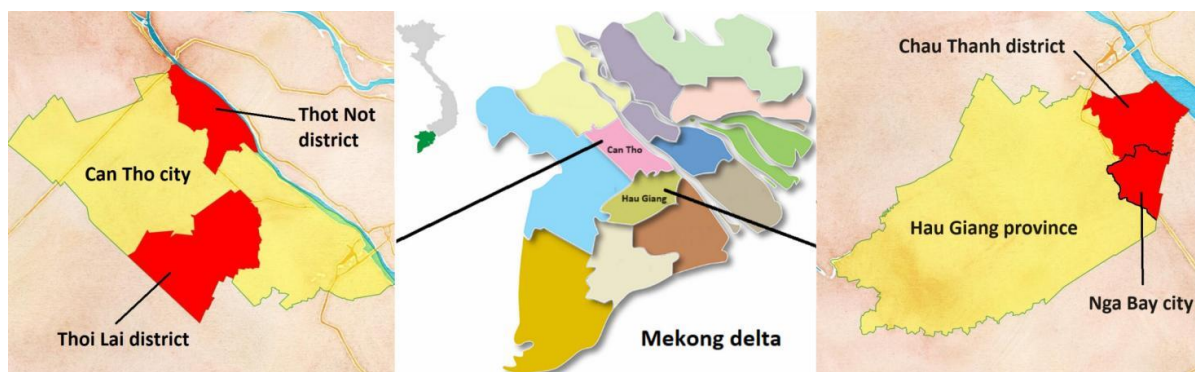 Thot Not
district
Can Tho city
Thoi Lai district
Can Tho
Hau Giang
Mekong delta
Chau Thanh district
Hau Giang province
Nga Bay city